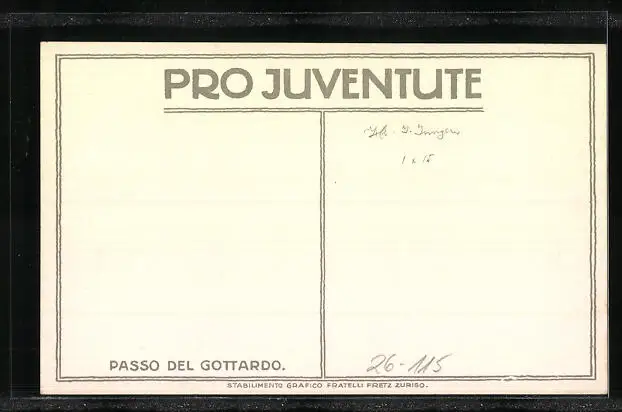 PRO JUVENTUTE
1 x 15
PASSO DEL GOTTARDO.
26-115
STABILIMENTO GRAFICO FRATELLI FRETZ ZURIGO.